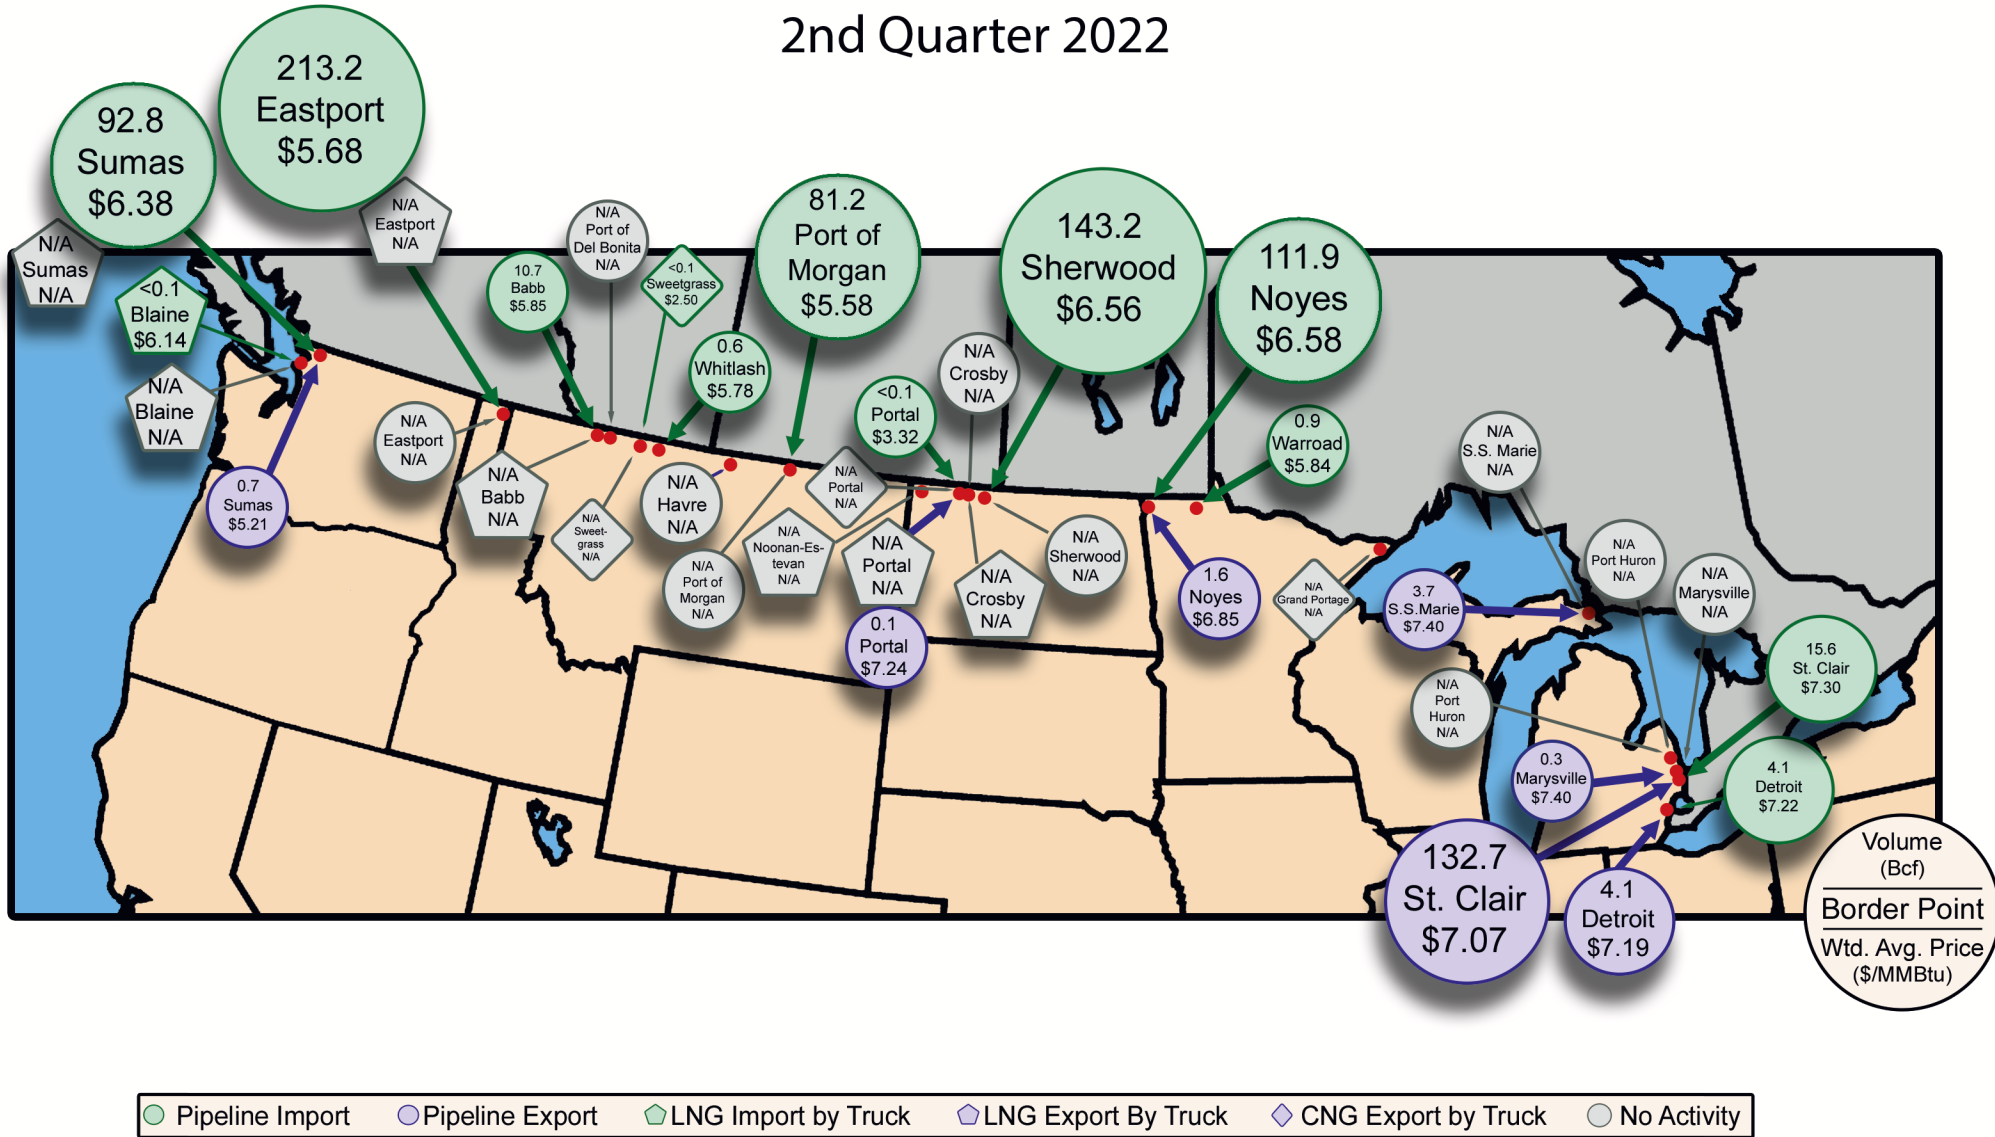 2nd Quarter 2022
213.2
Eastport
$5.68
92.8
Sumas
$6.38
N/A
Sumas
N/A
<0.1
Blaine
$6.14
N/A
Blaine
N/A
0.7
Sumas
$5.21
N/A
Eastport
N/A
N/A
Eastport
N/A
10.7
Babb
$5.85
N/A
Port of
Del Bonita
N/A
<0.1
Sweetgrass
$2.50
0.6
Whitlash
$5.78
81.2
Port of
Morgan
$5.58
N/A
Babb
N/A
N/A
Sweet-
grass
N/A
N/A
Havre
N/A
N/A
Port of
Morgan
N/A
N/A
Noonan-Es-
tevan
N/A
N/A
Portal
N/A
<0.1
Portal
$3.32
N/A
Crosby
N/A
143.2
Sherwood
$6.56
N/A
Portal
N/A
0.1
Portal
$7.24
N/A
Crosby
N/A
N/A
Sherwood
N/A
111.9
Noyes
$6.58
0.9
Warroad
$5.84
1.6
Noyes
$6.85
N/A
Grand Portage
N/A
N/A
S.S. Marie
N/A
3.7
S.S.Marie
$7.40
N/A
Port Huron
N/A
N/A
Marysville
N/A
15.6
St. Clair
$7.30
N/A
Port
Huron
N/A
0.3
Marysville
$7.40
4.1
Detroit
$7.22
132.7
St. Clair
$7.07
4.1
Detroit
$7.19
Volume
(Bcf)
Border Point
Wtd. Avg. Price
($/MMBtu)
Pipeline Import
Pipeline Export
LNG Import by Truck
LNG Export By Truck
CNG Export by Truck
No Activity